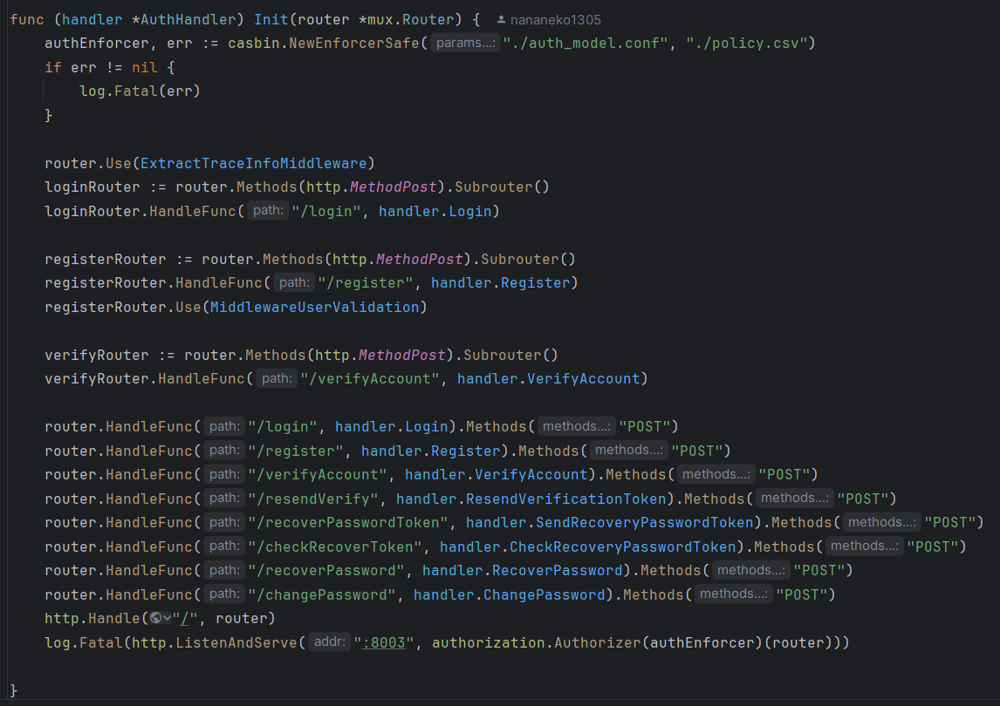 func (handler *AuthHandler) Init(router *mux.Router) { nananeko1305
    authEnforcer, err := casbin.NewEnforcerSafe( params...: "./auth_model.conf", "./policy.csv")
    if err != nil {
        log.Fatal(err)
    }

    router.Use(ExtractTraceInfoMiddleware)
    loginRouter := router.Methods(http.MethodPost).Subrouter()
    loginRouter.HandleFunc( path: "/login", handler.Login)

    registerRouter := router.Methods(http.MethodPost).Subrouter()
    registerRouter.HandleFunc( path: "/register", handler.Register)
    registerRouter.Use(MiddlewareUserValidation)

    verifyRouter := router.Methods(http.MethodPost).Subrouter()
    verifyRouter.HandleFunc( path: "/verifyAccount", handler.VerifyAccount)

    router.HandleFunc( path: "/login", handler.Login).Methods( methods...: "POST")
    router.HandleFunc( path: "/register", handler.Register).Methods( methods...: "POST")
    router.HandleFunc( path: "/verifyAccount", handler.VerifyAccount).Methods( methods...: "POST")
    router.HandleFunc( path: "/resendVerify", handler.ResendVerificationToken).Methods( methods...: "POST")
    router.HandleFunc( path: "/recoverPasswordToken", handler.SendRecoveryPasswordToken).Methods( methods...: "POST")
    router.HandleFunc( path: "/checkRecoverToken", handler.CheckRecoveryPasswordToken).Methods( methods...: "POST")
    router.HandleFunc( path: "/recoverPassword", handler.RecoverPassword).Methods( methods...: "POST")
    router.HandleFunc( path: "/changePassword", handler.ChangePassword).Methods( methods...: "POST")
    http.Handle("/", router)
    log.Fatal(http.ListenAndServe( addr: ":8003", authorization.Authorizer(authEnforcer)(router)))

}